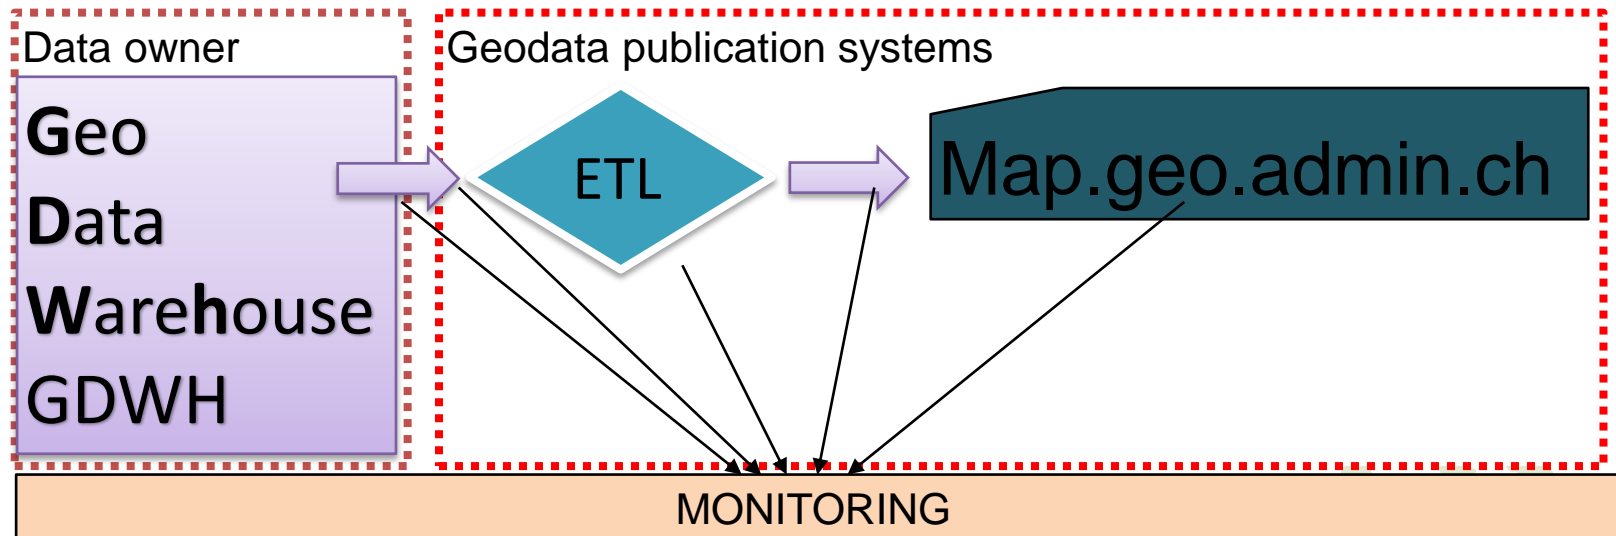 Data owner
Geodata publication systems
Geo
Data
Warehouse
GDWH
ETL
Map.geo.admin.ch
MONITORING